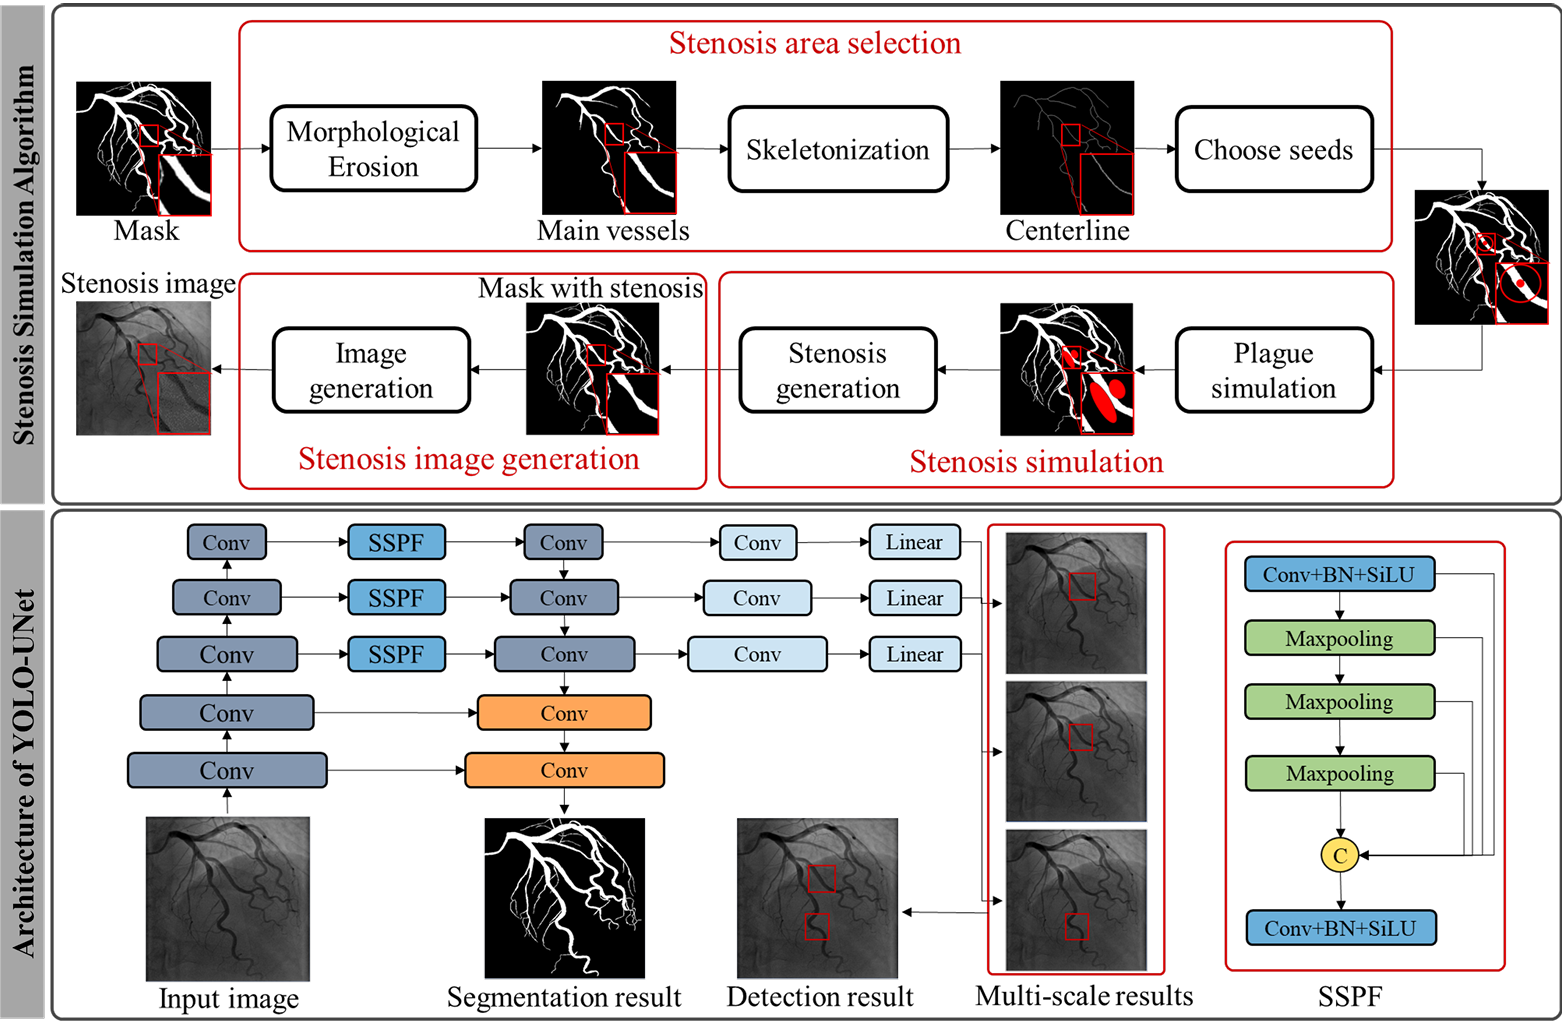 Stenosis Simulation Algorithm
Stenosis area selection
Morphological
Erosion
Skeletonization
Choose seeds
Mask
Main vessels
Centerline
Stenosis image
Mask with stenosis
Image
generation
Stenosis
generation
Plague
simulation
Stenosis image generation
Stenosis simulation
Architecture of YOLO-UNet
Conv
SSPF
Conv
Conv
Linear
Conv
SSPF
Conv
Conv
Linear
Conv
SSPF
Conv
Conv
Linear
Conv
Conv
Conv
Conv
Conv+BN+SiLU
Maxpooling
Maxpooling
Maxpooling
C
Conv+BN+SiLU
Input image
Segmentation result
Detection result
Multi-scale results
SSPF